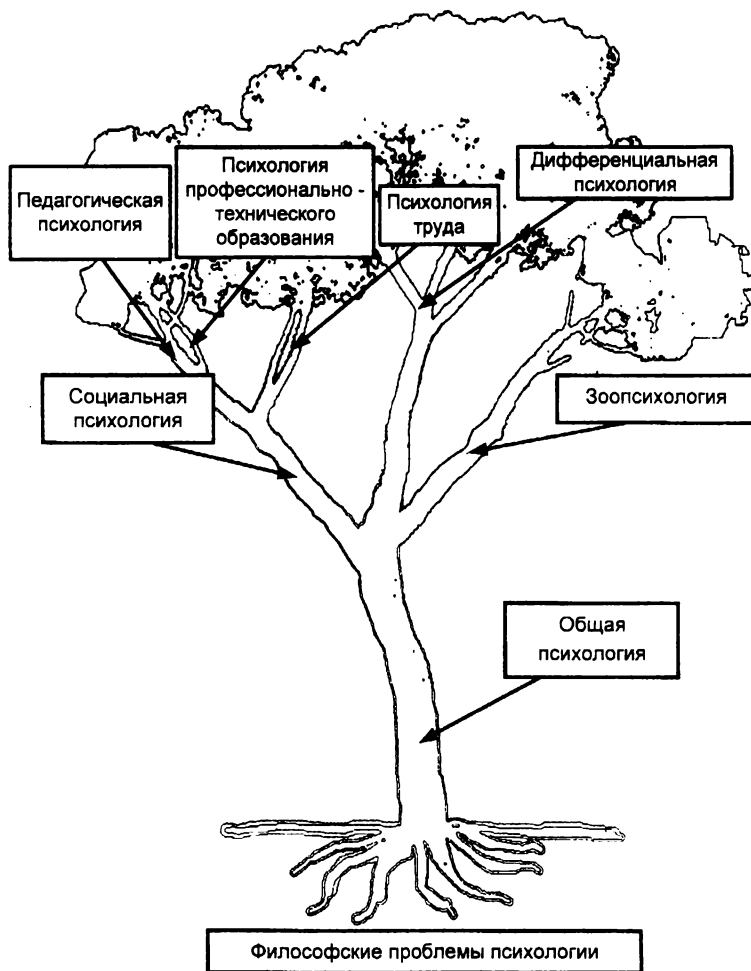 Педагогическая
психология
Психология
профессионально -
технического
образования
Психология
труда
Дифференциальная
психология
Социальная
психология
Зоопсихология
Общая
психология
Философские проблемы психологии